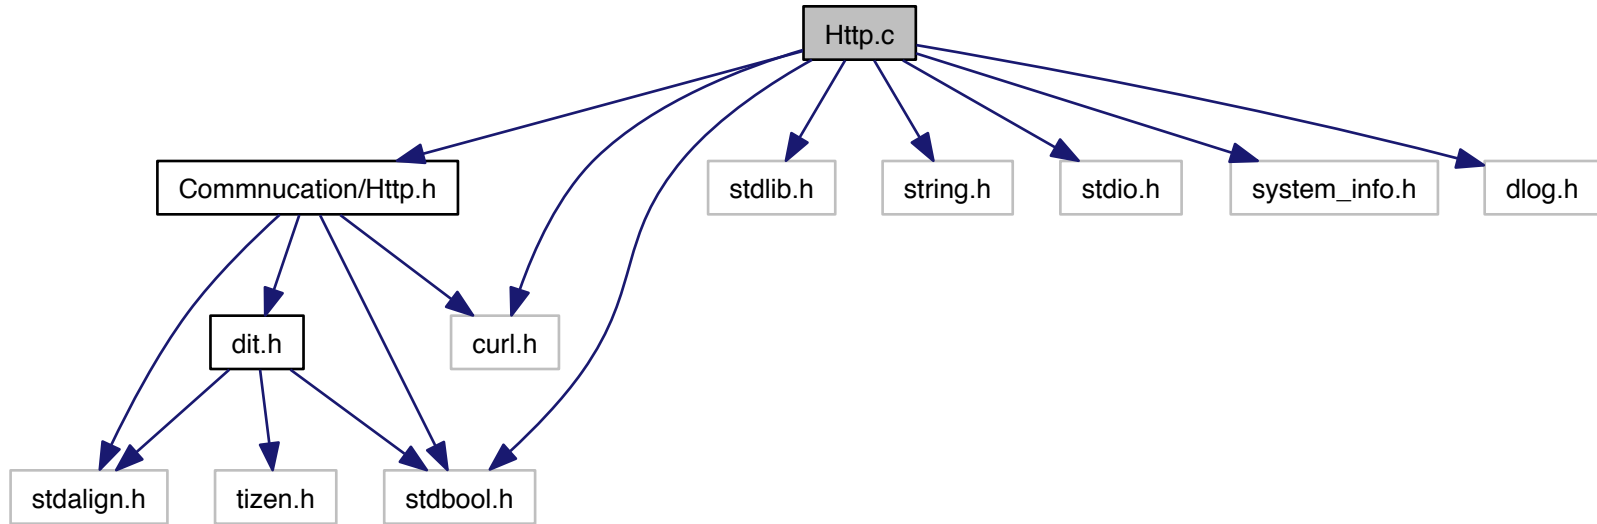 Http.c
Commnucation/Http.h
stdlib.h
string.h
stdio.h
system_info.h
dlog.h
dit.h
curl.h
stdalign.h
tizen.h
stdbool.h